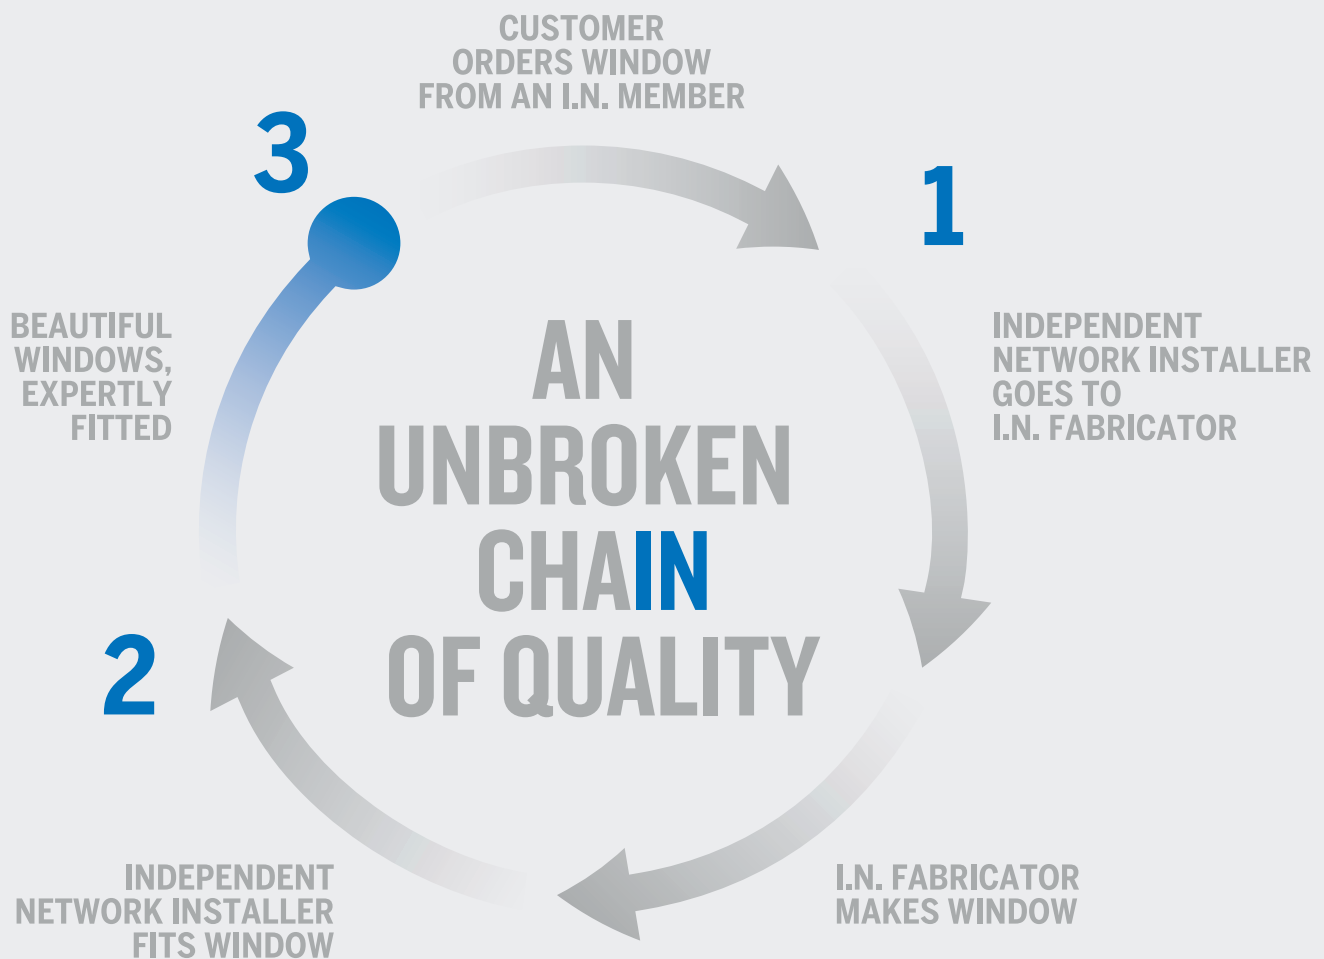 CUSTOMER
ORDERS WINDOW
FROM AN I.N. MEMBER
1
INDEPENDENT
NETWORK INSTALLER
GOES TO
I.N. FABRICATOR
I.N. FABRICATOR
MAKES WINDOW
INDEPENDENT
NETWORK INSTALLER
FITS WINDOW
2
BEAUTIFUL
WINDOWS,
EXPERTLY
FITTED
3
AN
UNBROKEN
CHAIN
OF QUALITY